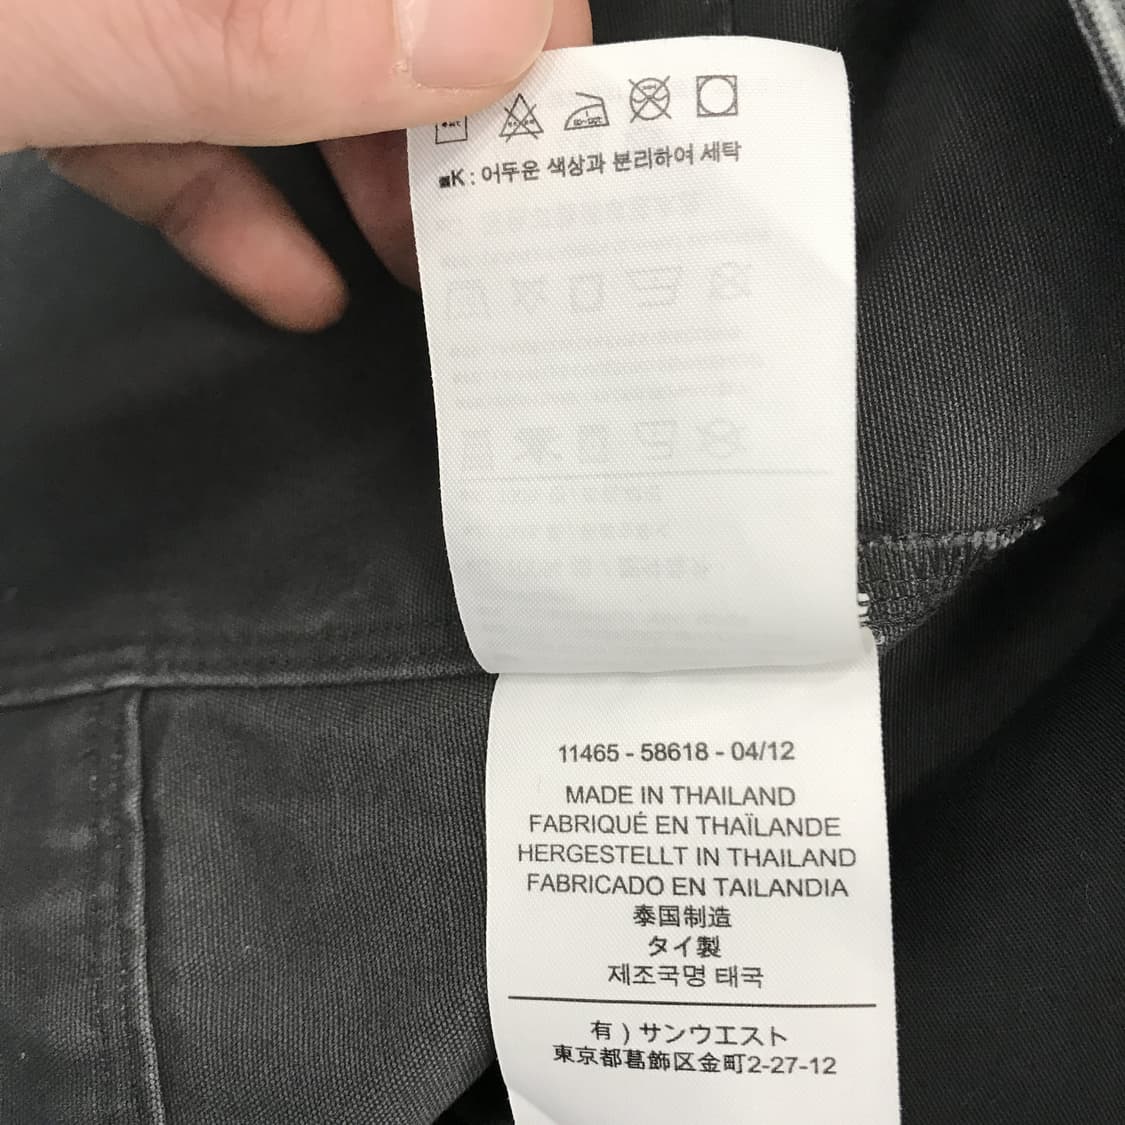 K : 어두운 색상과 분리하여 세탁
11465 - 58618 - 04/12
MADE IN THAILAND
FABRIQUÉ EN THAÏLANDE
HERGESTELLT IN THAILAND
FABRICADO EN TAILANDIA
泰国制造
タイ製
제조국명 태국
有 ) サンウエスト
東京都葛飾区金町2-27-12